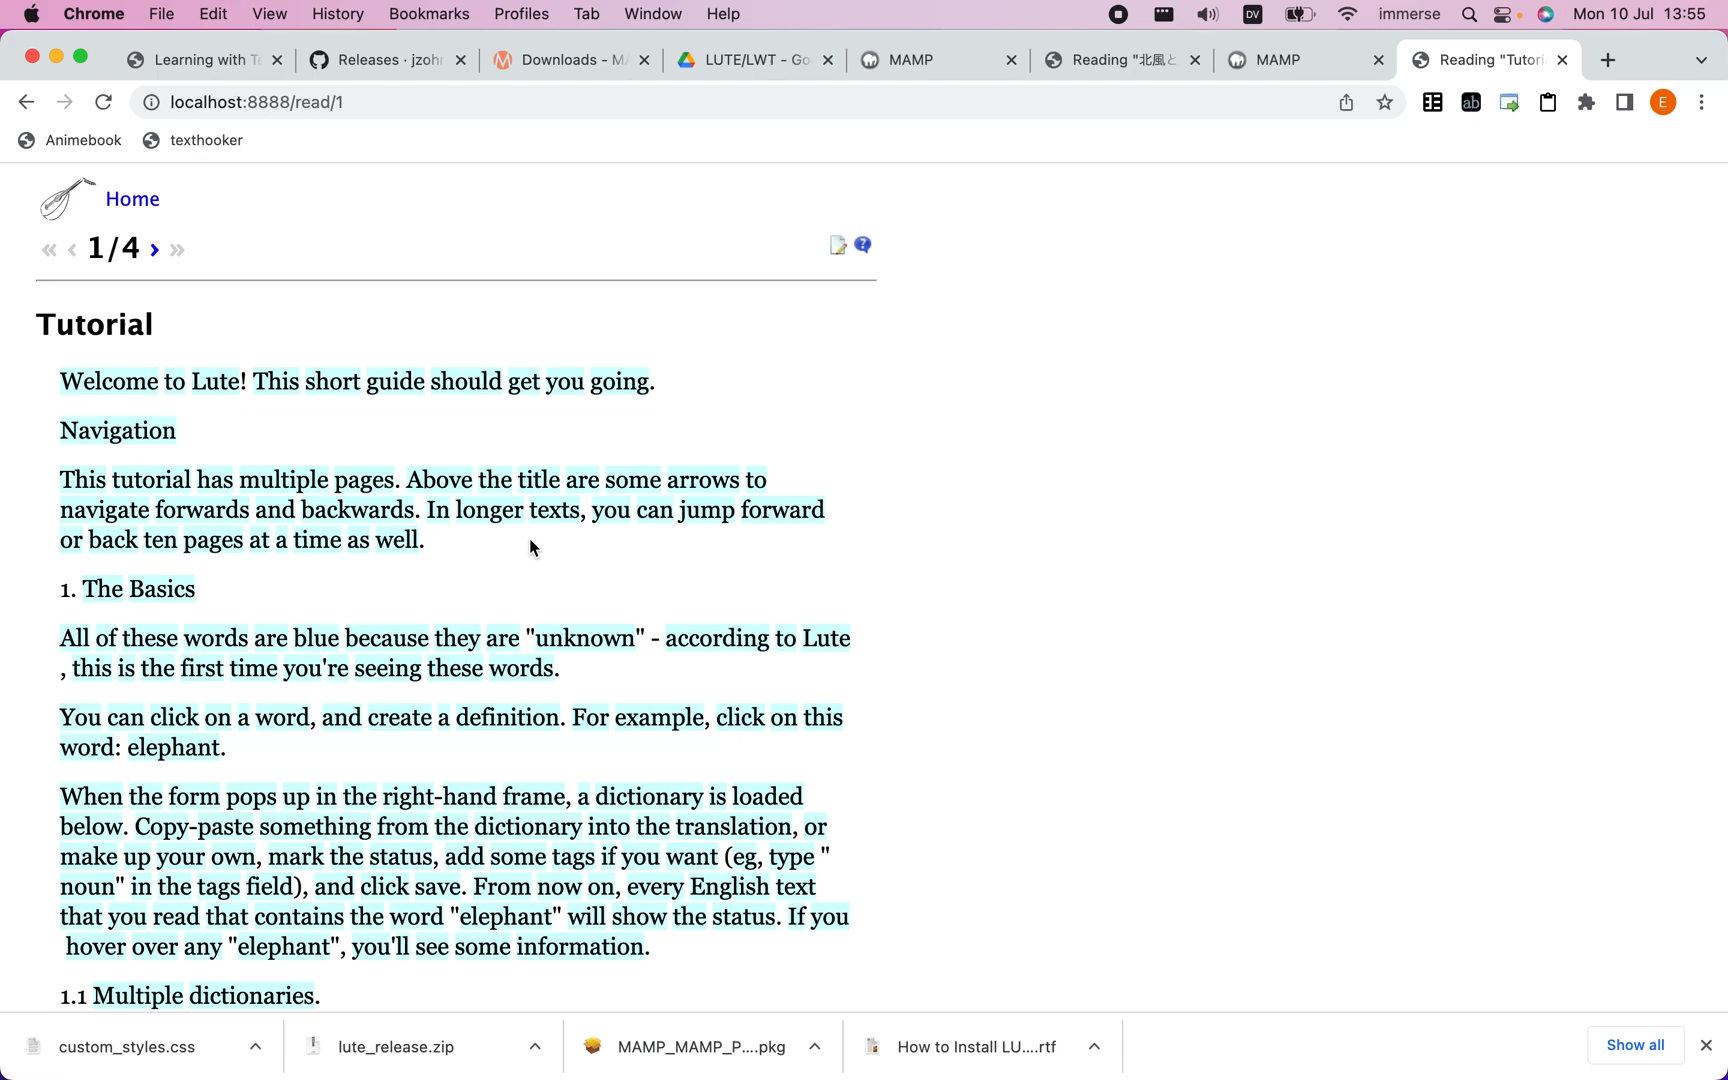 Chrome File Edit View History Bookmarks Profiles Tab Window Help DV immerse Mon 10 Jul 13:55
Learning with Te Releases · jzohr Downloads - MA LUTE/LWT - Goo MAMP Reading "北風と MAMP Reading "Tutori
localhost:8888/read/1 ab E
Animebook texthooker
Home
« ‹ 1/4 › »
Tutorial
Welcome to Lute! This short guide should get you going.
Navigation
This tutorial has multiple pages. Above the title are some arrows to
navigate forwards and backwards. In longer texts, you can jump forward
or back ten pages at a time as well.
1. The Basics
All of these words are blue because they are "unknown" - according to Lute
, this is the first time you're seeing these words.
You can click on a word, and create a definition. For example, click on this
word: elephant.
When the form pops up in the right-hand frame, a dictionary is loaded
below. Copy-paste something from the dictionary into the translation, or
make up your own, mark the status, add some tags if you want (eg, type "
noun" in the tags field), and click save. From now on, every English text
that you read that contains the word "elephant" will show the status. If you
hover over any "elephant", you'll see some information.
1.1 Multiple dictionaries.
custom_styles.css lute_release.zip MAMP_MAMP_P....pkg How to Install LU....rtf Show all